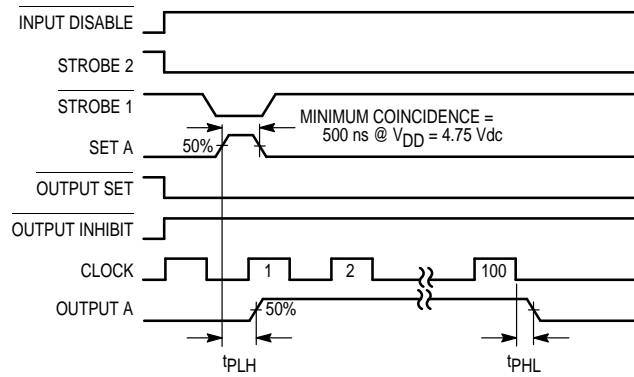 INPUT DISABLE
STROBE 2
STROBE 1
MINIMUM COINCIDENCE =
500 ns @ VDD = 4.75 Vdc
SET A
50%
OUTPUT SET
OUTPUT INHIBIT
CLOCK
1
2
100
OUTPUT A
50%
tPLH
tPHL